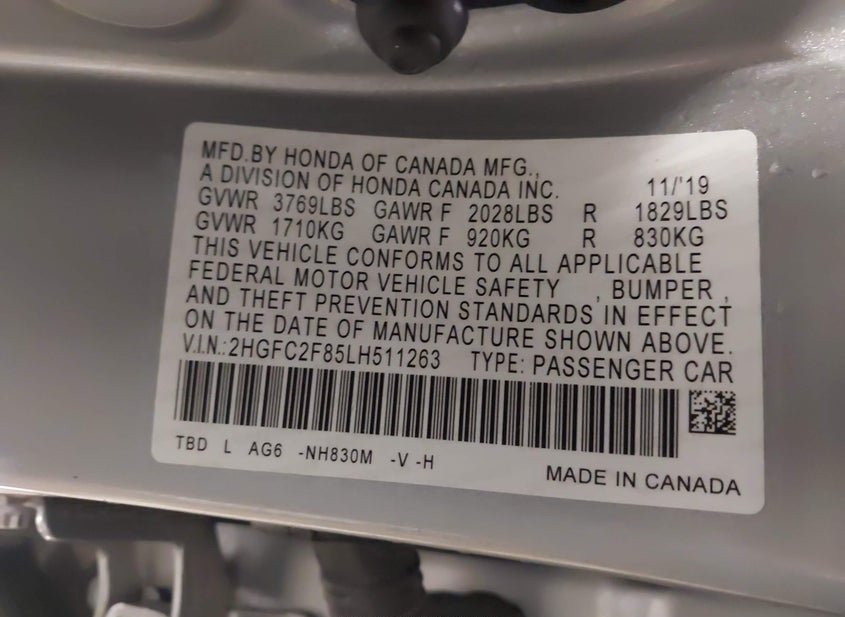 MFD.BY HONDA OF CANADA MFG.,
A DIVISION OF HONDA CANADA INC. 11/'19
GVWR 3769LBS GAWR F 2028LBS R 1829LBS
GVWR 1710KG GAWR F 920KG R 830KG
THIS VEHICLE CONFORMS TO ALL APPLICABLE
FEDERAL MOTOR VEHICLE SAFETY , BUMPER ,
AND THEFT PREVENTION STANDARDS IN EFFECT
ON THE DATE OF MANUFACTURE SHOWN ABOVE.
V.I.N.:2HGFC2F85LH511263 TYPE: PASSENGER CAR
TBD L AG6 -NH830M -V -H
MADE IN CANADA